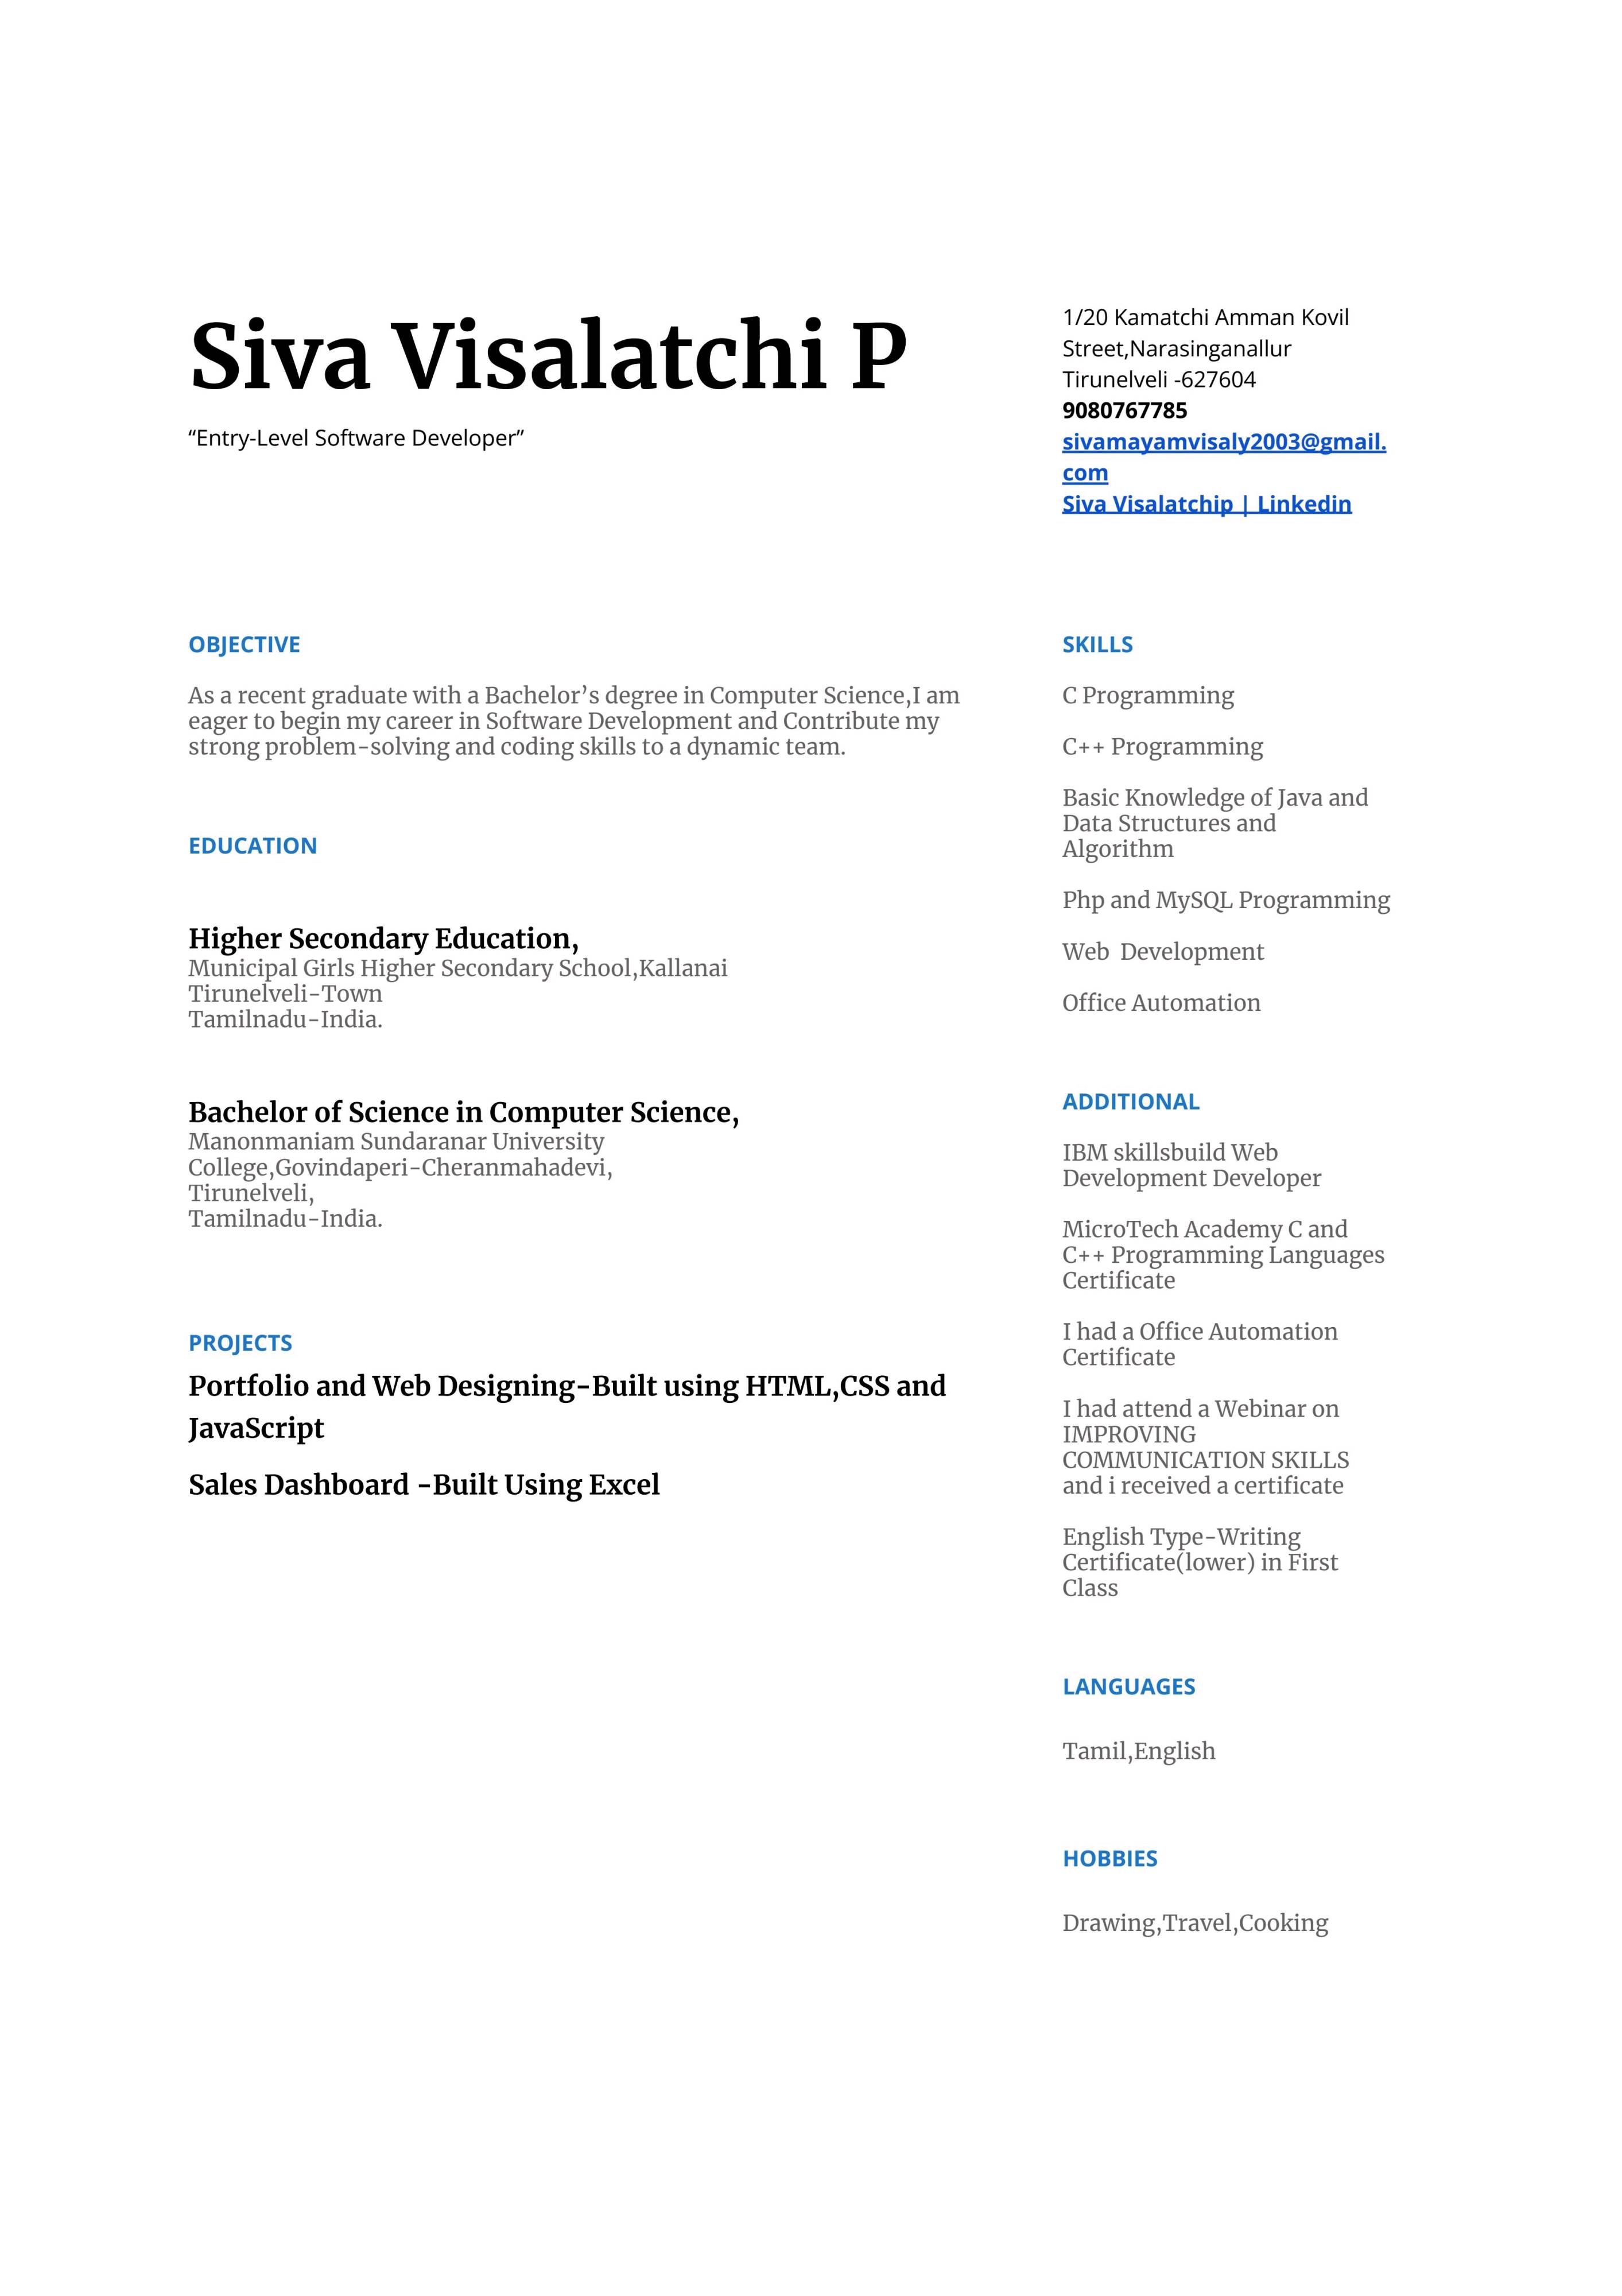 Siva Visalatchi P
“Entry-Level Software Developer”
1/20 Kamatchi Amman Kovil
Street,Narasinganallur
Tirunelveli -627604
9080767785
sivamayamvisaly2003@gmail.
com
Siva Visalatchip | Linkedin
OBJECTIVE
As a recent graduate with a Bachelor’s degree in Computer Science,I am
eager to begin my career in Software Development and Contribute my
strong problem-solving and coding skills to a dynamic team.
EDUCATION
Higher Secondary Education,
Municipal Girls Higher Secondary School,Kallanai
Tirunelveli-Town
Tamilnadu-India.
Bachelor of Science in Computer Science,
Manonmaniam Sundaranar University
College,Govindaperi-Cheranmahadevi,
Tirunelveli,
Tamilnadu-India.
PROJECTS
Portfolio and Web Designing-Built using HTML,CSS and
JavaScript
Sales Dashboard -Built Using Excel
SKILLS
C Programming
C++ Programming
Basic Knowledge of Java and
Data Structures and
Algorithm
Php and MySQL Programming
Web  Development
Office Automation
ADDITIONAL
IBM skillsbuild Web
Development Developer
MicroTech Academy C and
C++ Programming Languages
Certificate
I had a Office Automation
Certificate
I had attend a Webinar on
IMPROVING
COMMUNICATION SKILLS
and i received a certificate
English Type-Writing
Certificate(lower) in First
Class
LANGUAGES
Tamil,English
HOBBIES
Drawing,Travel,Cooking